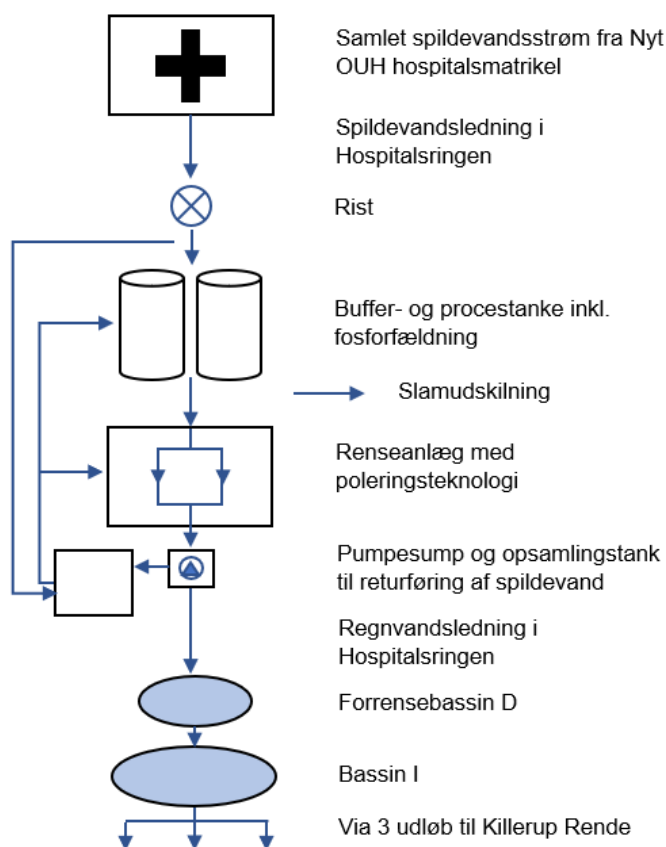 Samlet spildevandsstrøm fra Nyt
OUH hospitalsmatrikel
Spildevandsledning i
Hospitalsringen
Rist
Buffer- og procestanke inkl.
fosforfældning
Slamudskilning
Renseanlæg med
poleringsteknologi
Pumpesump og opsamlingstank
til returføring af spildevand
Regnvandsledning i
Hospitalsringen
Forrensebassin D
Bassin I
Via 3 udløb til Killerup Rende